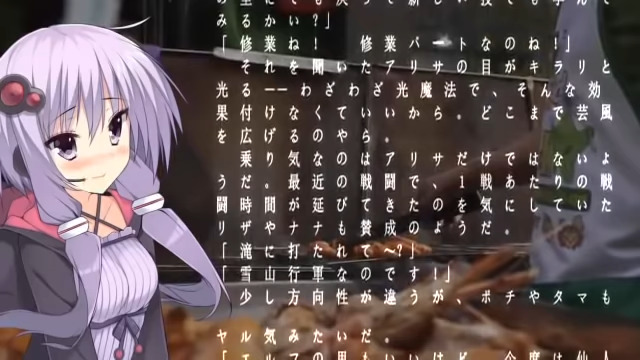 みるかい？」
「修業ね！　修業パートなのね！」
それを聞いたアリサの目がキラリと
光る――わざわざ光魔法で、そんな効
果付けなくていいから。どこまで芸風
を広げるのやら。
乗り気なのはアリサだけではないよ
うだ。最近の戦闘で、１戦あたりの戦
闘時間が延びてきたのを気にしていた
リザやナナも賛成のようだ。
「滝に打たれて～？」
「雪山行軍なのです！」
少し方向性が違うが、ポチやタマも
ヤル気みたいだ。